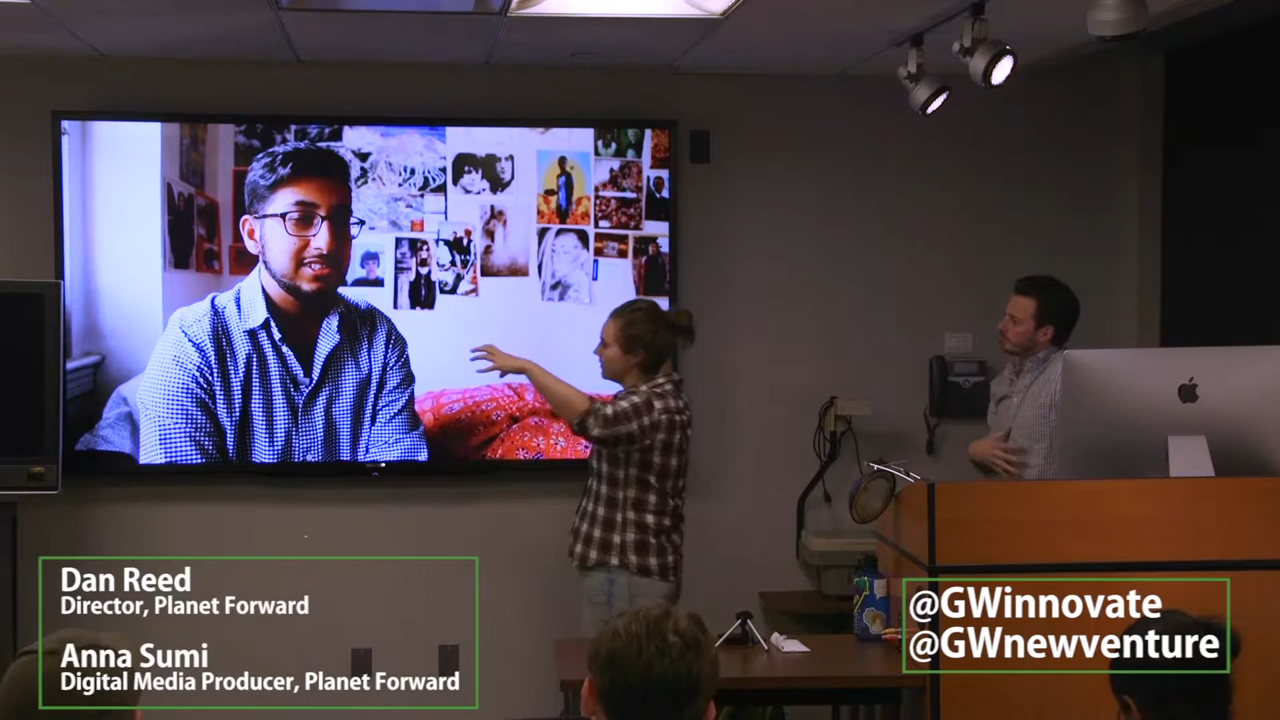 Dan Reed
Director, Planet Forward
Anna Sumi
Digital Media Producer, Planet Forward
@GWinnovate
@GWnewventure